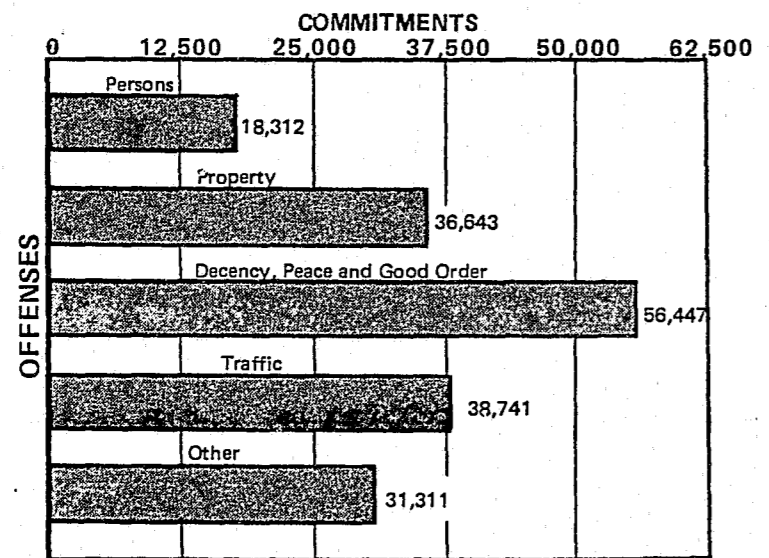 COMMITMENTS
0 12,500 25,000 37,500 50,000 62,500
Persons
18,312
Property
36,643
Decency, Peace and Good Order
56,447
Traffic
38,741
Other
31,311
OFFENSES